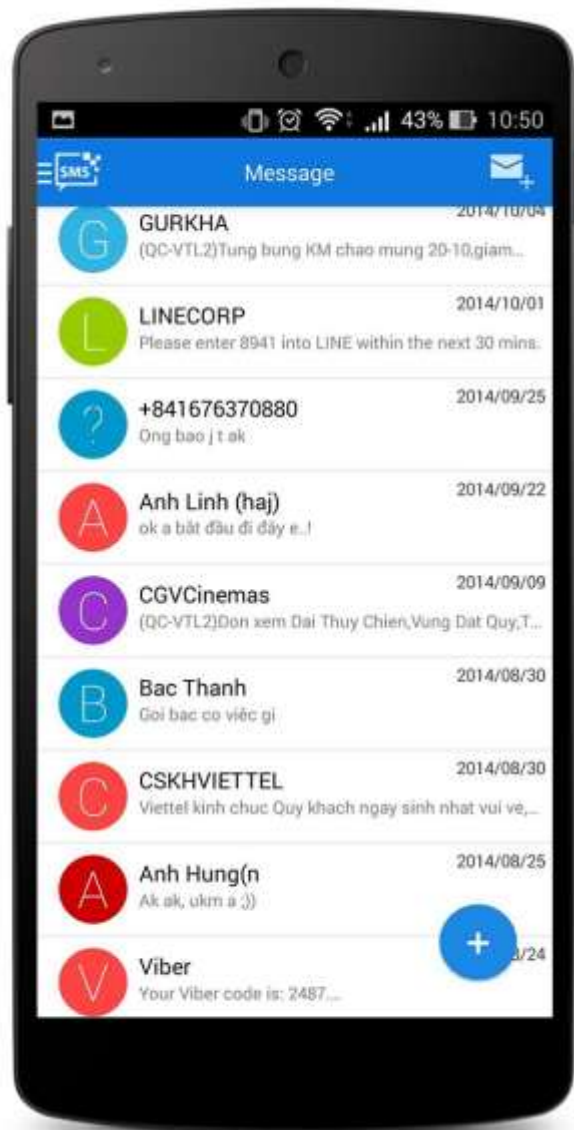 43% 10:50
SMS
Message
2014/10/04
GURKHA
G
(QC-VTL2)Tung bung KM chao mung 20-10,giam...
2014/10/01
LINECORP
L
Please enter 8941 into LINE within the next 30 mins.
2014/09/25
+841676370880
?
Ong bao j t ak
2014/09/22
Anh Linh (haj)
A
ok a bắt đầu đi đây e..!
2014/09/09
CGVCinemas
C
(QC-VTL2)Don xem Dai Thuy Chien,Vung Dat Quy,T...
2014/08/30
Bac Thanh
B
Goi bac co viêc gi
2014/08/30
CSKHVIETTEL
C
Viettel kinh chuc Quy khach ngay sinh nhat vui ve,...
2014/08/25
Anh Hung(n
A
Ak ak, ukm a ;))
+
/24
Viber
V
Your Viber code is: 2487....